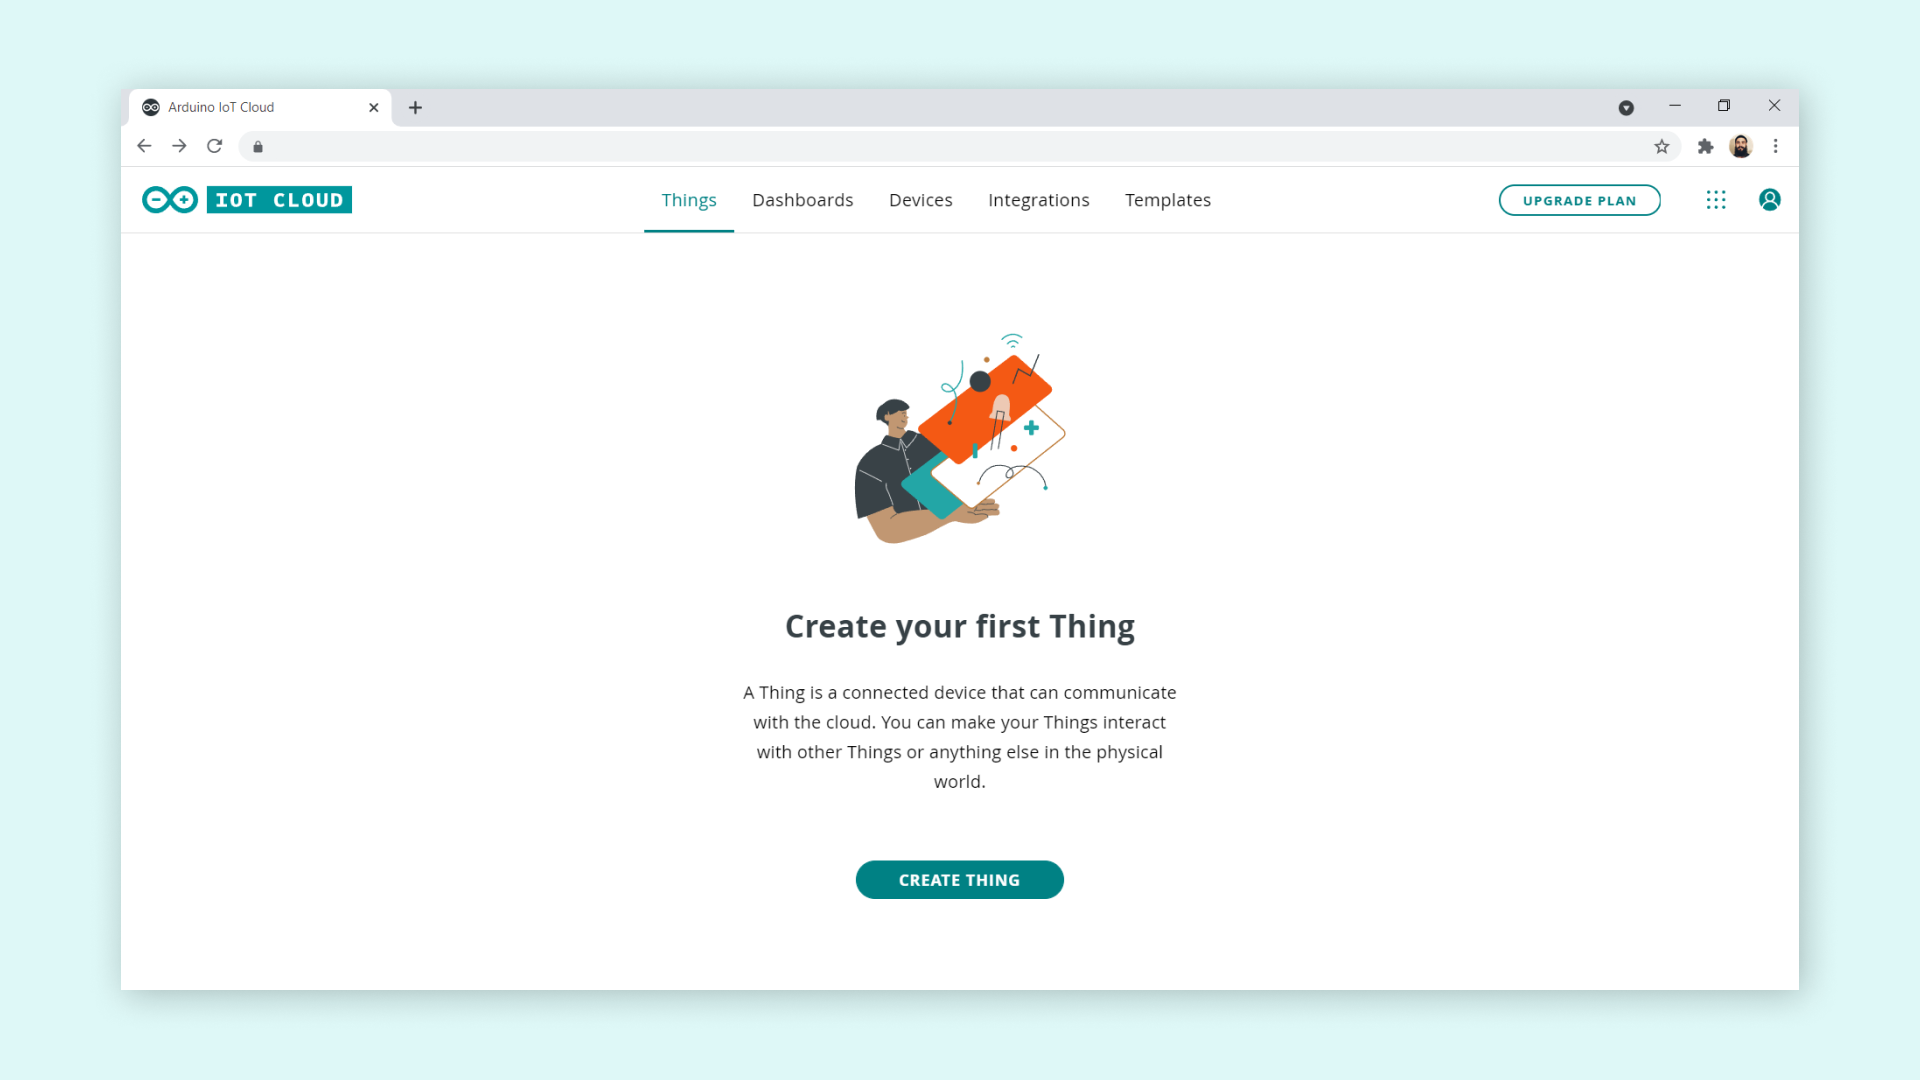 Arduino IoT Cloud
IOT CLOUD
Things Dashboards Devices Integrations Templates
UPGRADE PLAN
Create your first Thing
A Thing is a connected device that can communicate
with the cloud. You can make your Things interact
with other Things or anything else in the physical
world.
CREATE THING